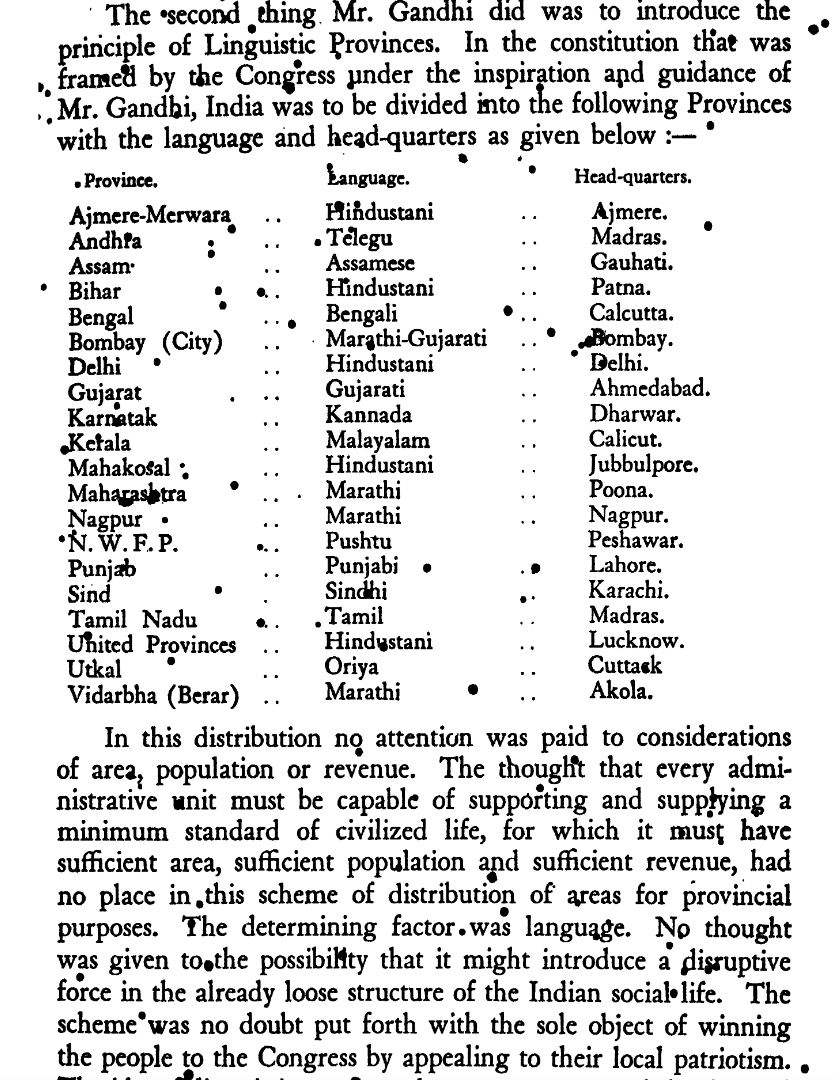 The second thing Mr. Gandhi did was to introduce the
principle of Linguistic Provinces. In the constitution that was
framed by the Congress under the inspiration and guidance of
Mr. Gandhi, India was to be divided into the following Provinces
with the language and head-quarters as given below :—
Province. Language. Head-quarters.
Ajmere-Merwara .. Hindustani .. Ajmere.
Andhra .. Telegu .. Madras.
Assam .. Assamese .. Gauhati.
Bihar .. Hindustani .. Patna.
Bengal .. Bengali .. Calcutta.
Bombay (City) .. Marathi-Gujarati .. Bombay.
Delhi .. Hindustani .. Delhi.
Gujarat .. Gujarati .. Ahmedabad.
Karnatak .. Kannada .. Dharwar.
Kerala .. Malayalam .. Calicut.
Mahakosal .. Hindustani .. Jubbulpore.
Maharashtra .. Marathi .. Poona.
Nagpur .. Marathi .. Nagpur.
N. W. F. P. .. Pushtu .. Peshawar.
Punjab .. Punjabi .. Lahore.
Sind . Sindhi .. Karachi.
Tamil Nadu .. Tamil .. Madras.
United Provinces .. Hindustani .. Lucknow.
Utkal .. Oriya .. Cuttack
Vidarbha (Berar) .. Marathi .. Akola.
In this distribution no attention was paid to considerations
of area, population or revenue. The thought that every admi-
nistrative unit must be capable of supporting and supplying a
minimum standard of civilized life, for which it must have
sufficient area, sufficient population and sufficient revenue, had
no place in this scheme of distribution of areas for provincial
purposes. The determining factor was language. No thought
was given to the possibility that it might introduce a disruptive
force in the already loose structure of the Indian social life. The
scheme was no doubt put forth with the sole object of winning
the people to the Congress by appealing to their local patriotism.